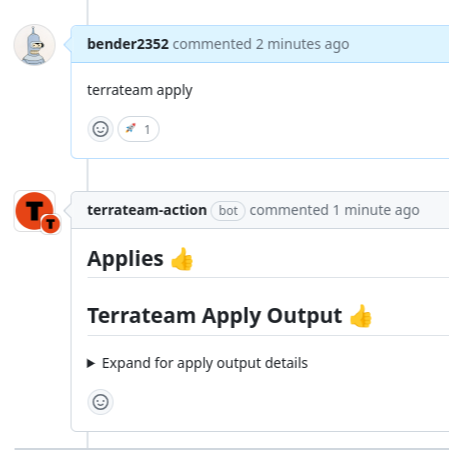 bender2352 commented 2 minutes ago
terrateam apply
1
T
T
terrateam-action bot commented 1 minute ago
Applies 👍
Terrateam Apply Output 👍
Expand for apply output details